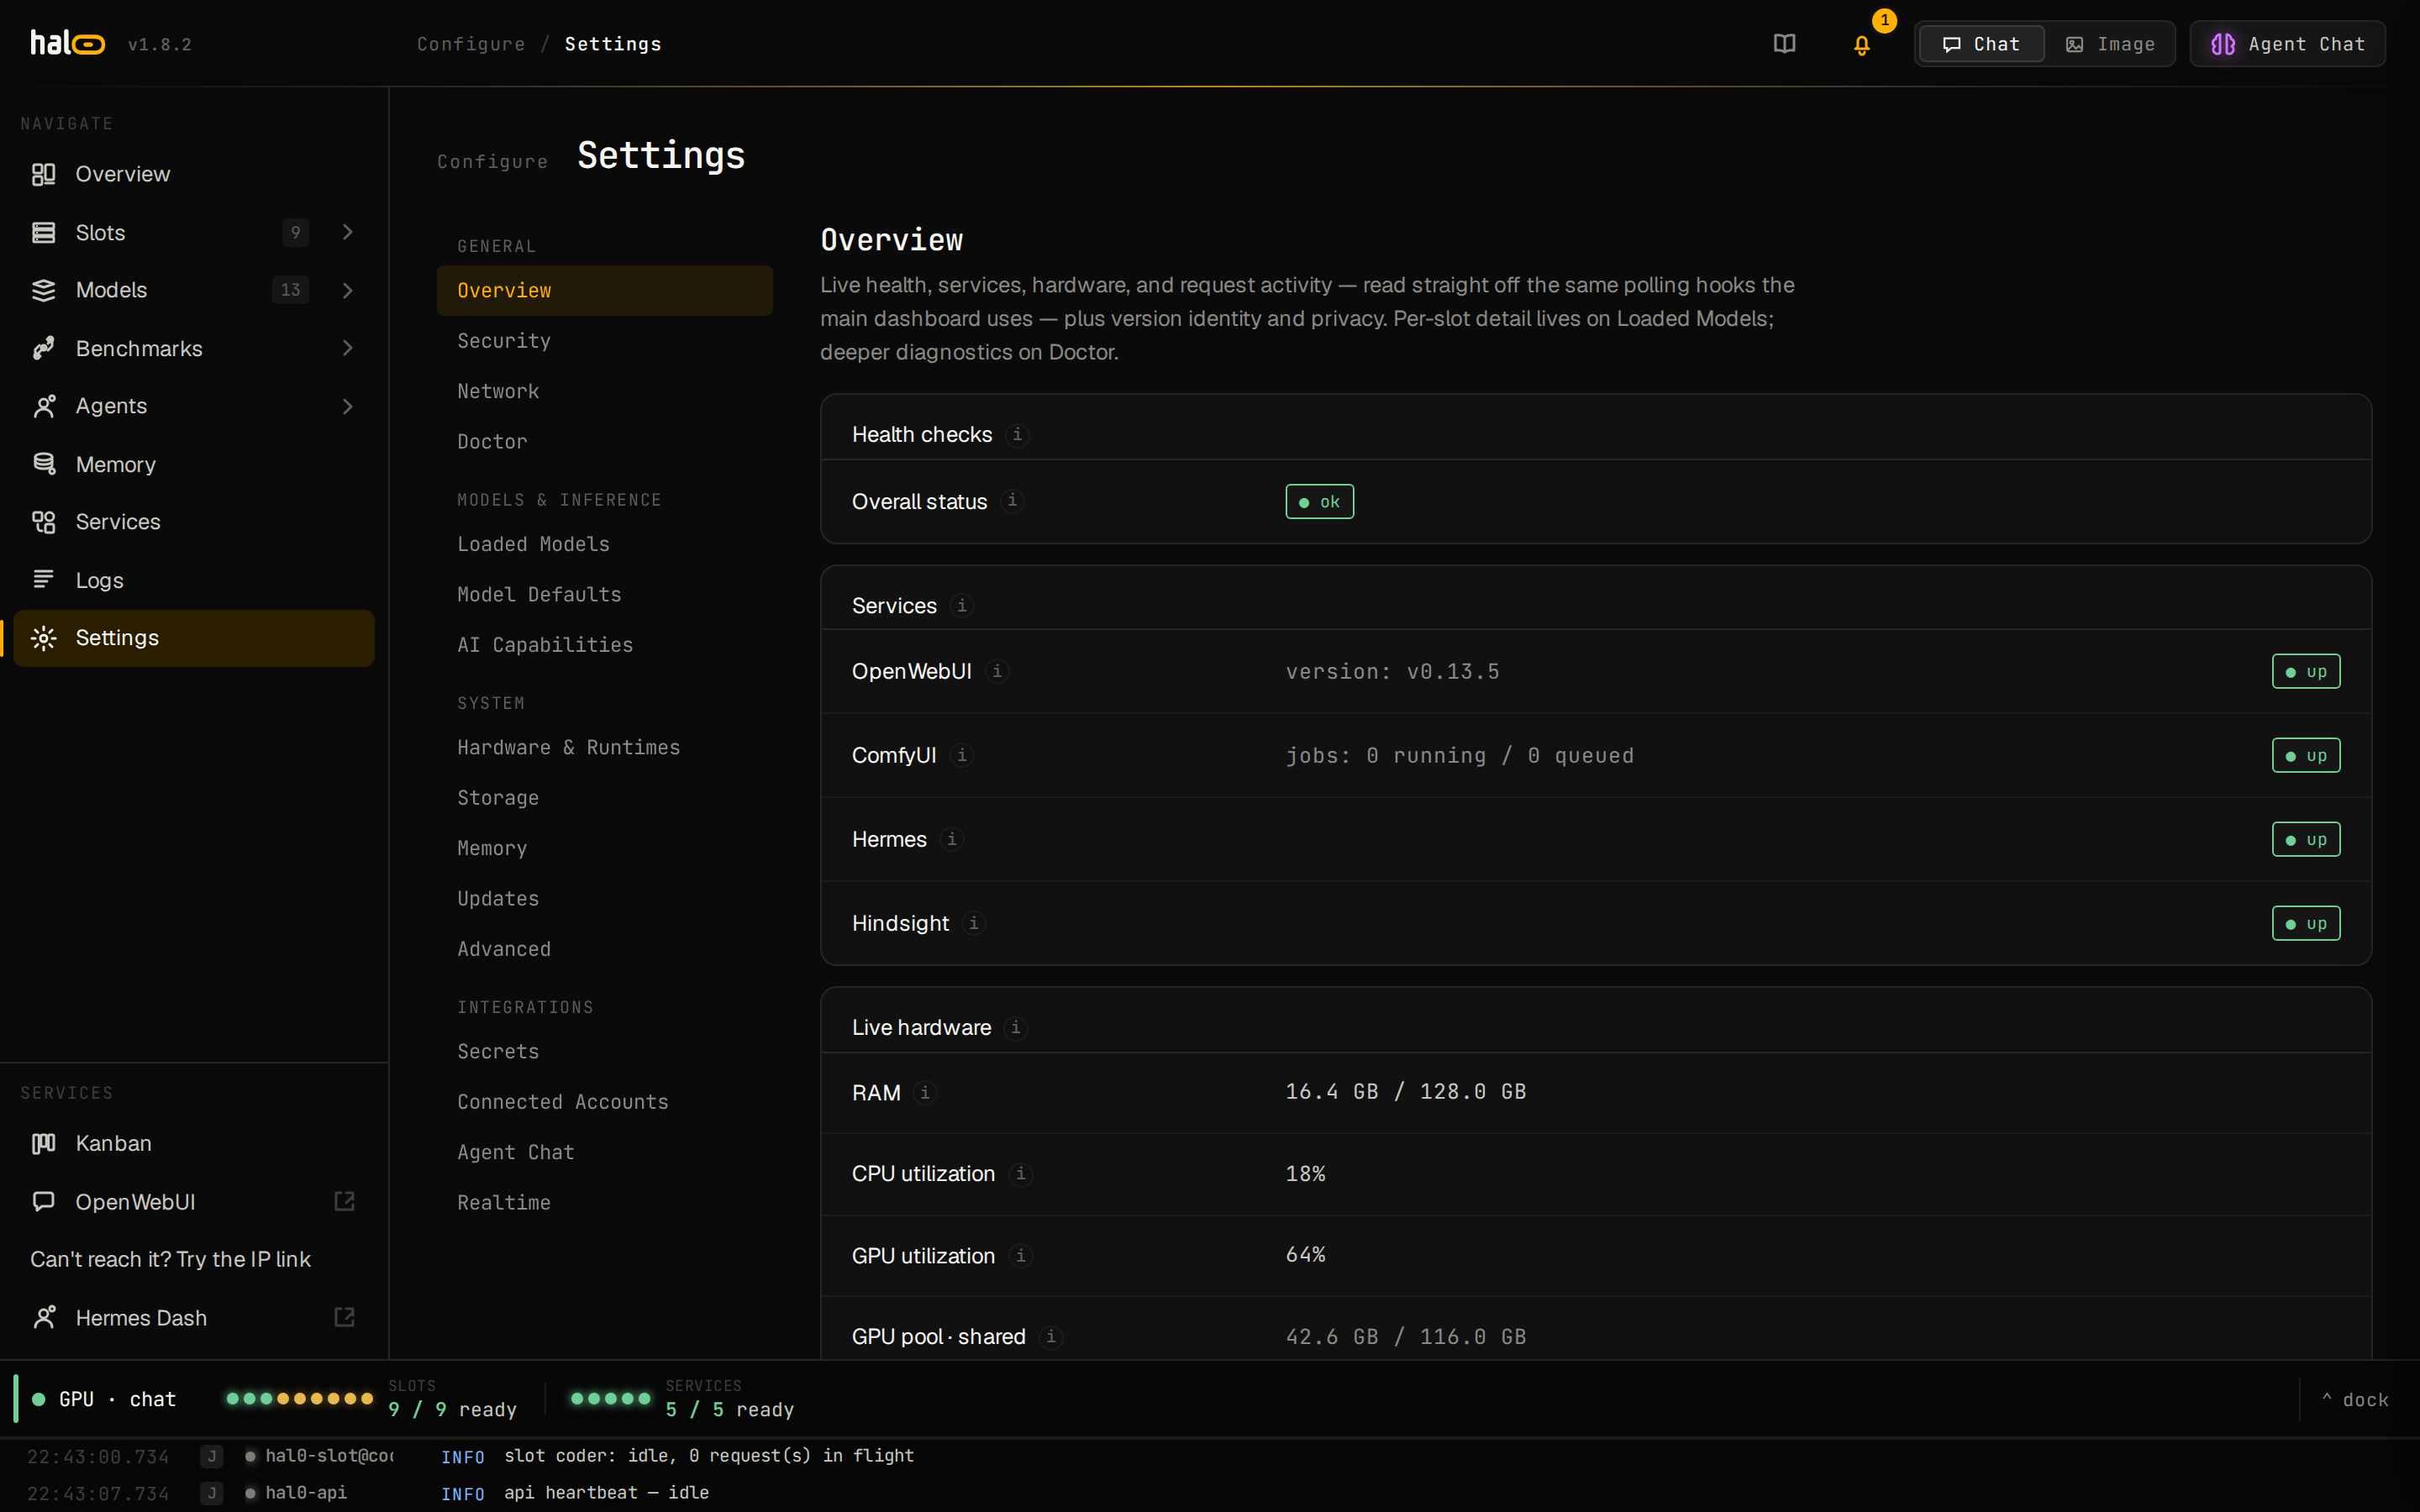 halo v1.8.2
Configure / Settings
1
Chat
Image
Agent Chat
NAVIGATE
Overview
Slots 9
Models 13
Benchmarks
Agents
Memory
Services
Logs
Settings
SERVICES
Kanban
OpenWebUI
Can't reach it? Try the IP link
Hermes Dash
Configure Settings
GENERAL
Overview
Security
Network
Doctor
MODELS & INFERENCE
Loaded Models
Model Defaults
AI Capabilities
SYSTEM
Hardware & Runtimes
Storage
Memory
Updates
Advanced
INTEGRATIONS
Secrets
Connected Accounts
Agent Chat
Realtime
Overview
Live health, services, hardware, and request activity — read straight off the same polling hooks the
main dashboard uses — plus version identity and privacy. Per-slot detail lives on Loaded Models;
deeper diagnostics on Doctor.
Health checks i
Overall status i ok
Services i
OpenWebUI i version: v0.13.5 up
ComfyUI i jobs: 0 running / 0 queued up
Hermes i up
Hindsight i up
Live hardware i
RAM i 16.4 GB / 128.0 GB
CPU utilization i 18%
GPU utilization i 64%
GPU pool · shared i 42.6 GB / 116.0 GB
GPU · chat
SLOTS
9 / 9 ready
SERVICES
5 / 5 ready
^ dock
22:43:00.734 J hal0-slot@coc INFO slot coder: idle, 0 request(s) in flight
22:43:07.734 J hal0-api INFO api heartbeat — idle